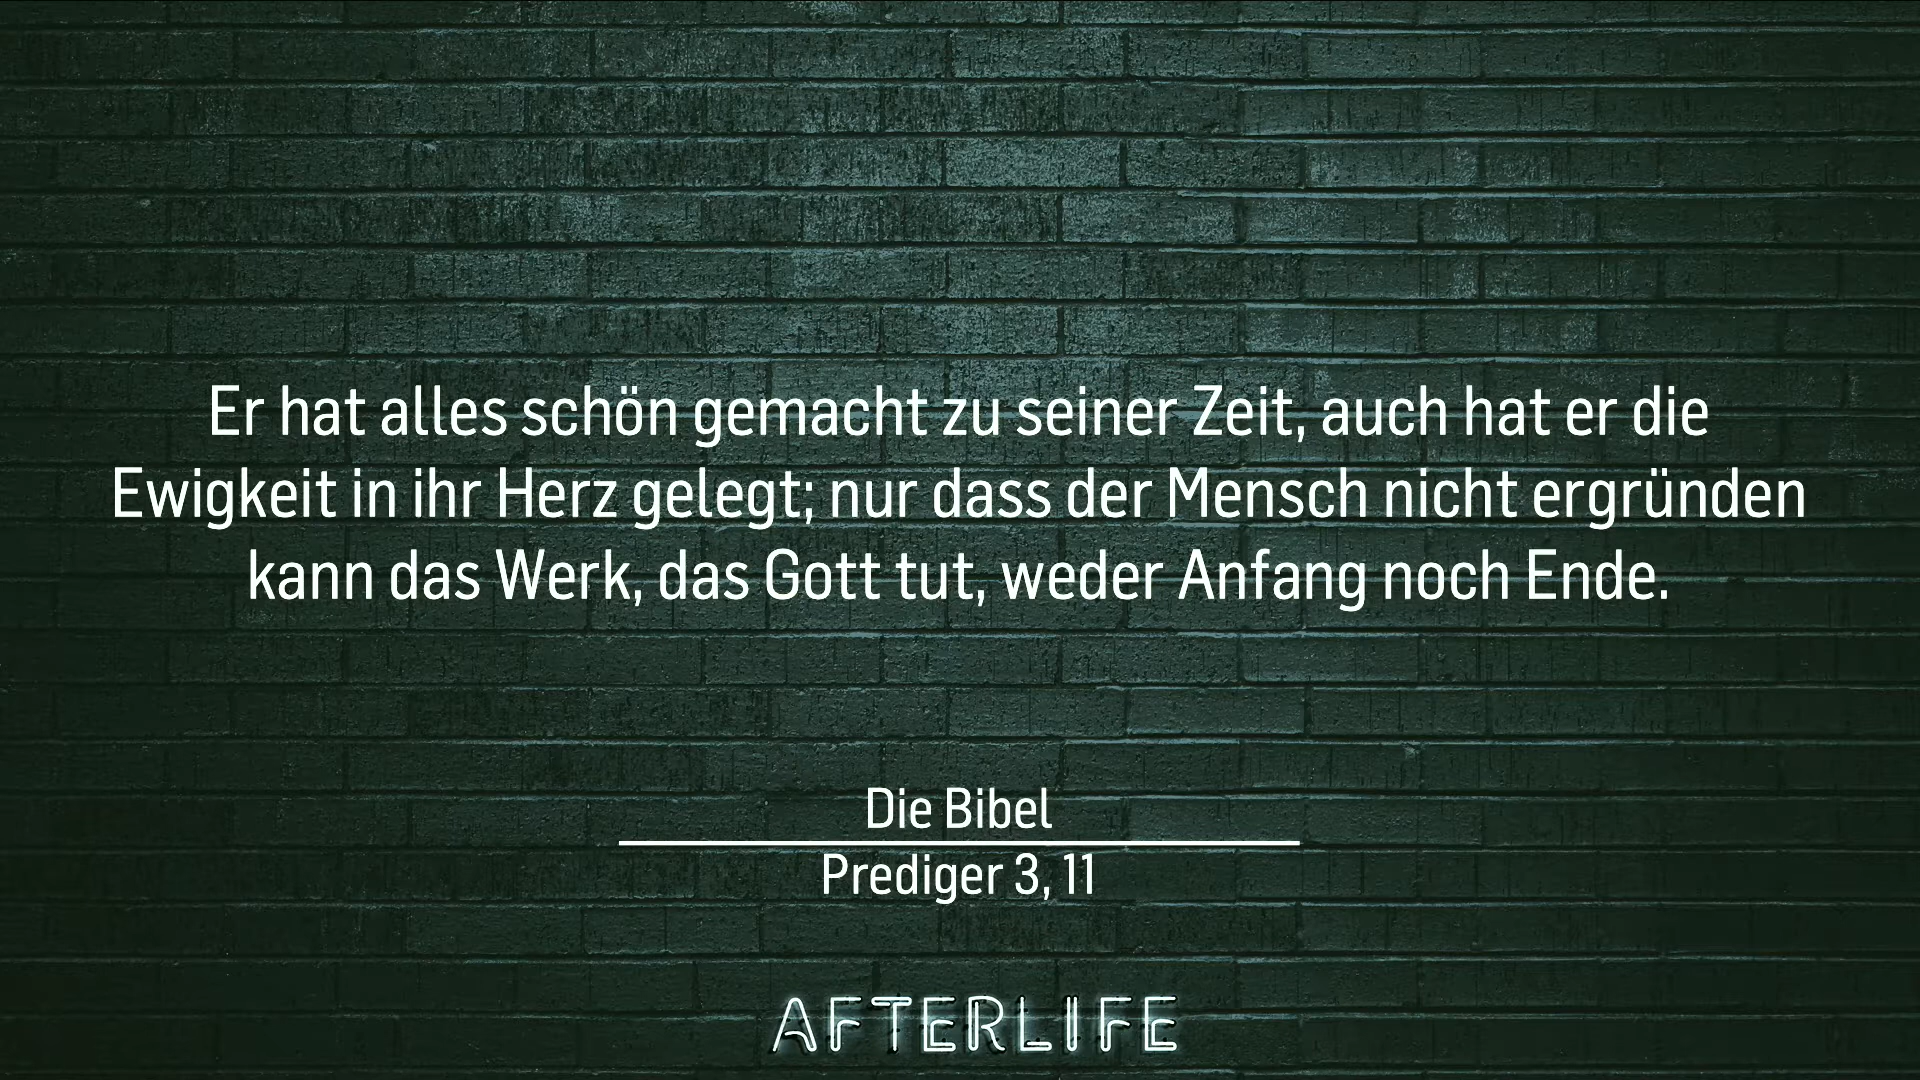 Er hat alles schön gemacht zu seiner Zeit, auch hat er die
Ewigkeit in ihr Herz gelegt; nur dass der Mensch nicht ergründen
kann das Werk, das Gott tut, weder Anfang noch Ende.
Die Bibel
Prediger 3, 11
AFTERLIFE